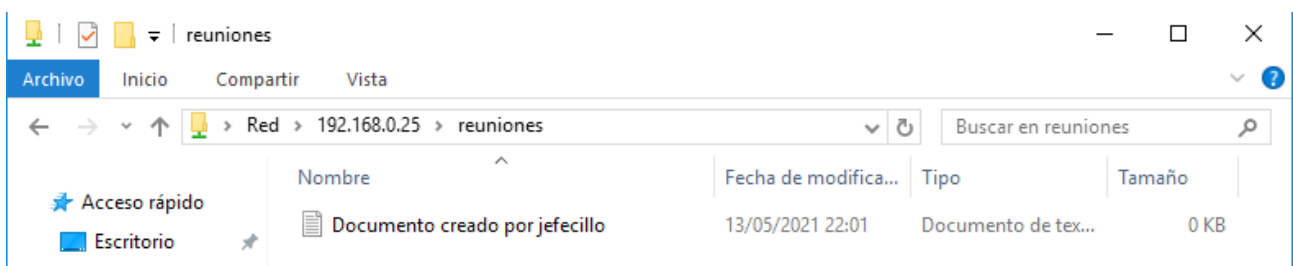 reuniones
Archivo Inicio Compartir Vista
Red > 192.168.0.25 > reuniones Buscar en reuniones
Nombre Fecha de modifica... Tipo Tamaño
Acceso rápido
Documento creado por jefecillo 13/05/2021 22:01 Documento de tex... 0 KB
Escritorio